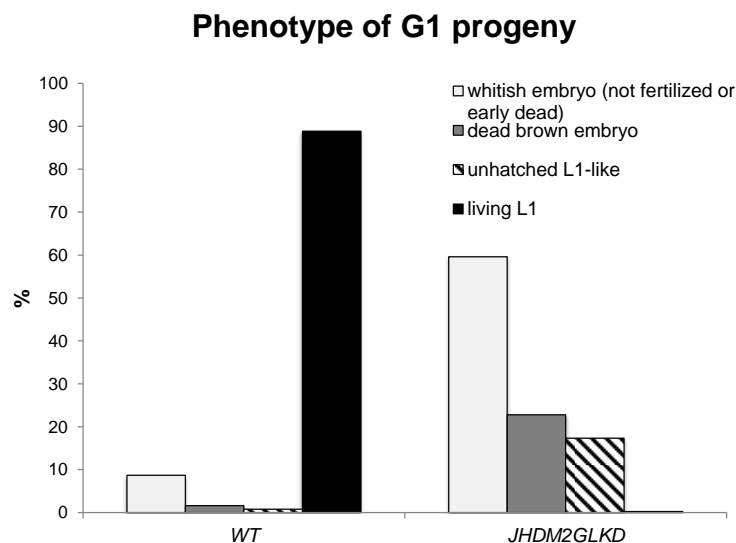 Phenotype of G1 progeny
100
90
80
70
60
50
40
30
20
10
0
%
whitish embryo (not fertilized or
early dead)
dead brown embryo
unhatched L1-like
living L1
WT
JHDM2GLKD